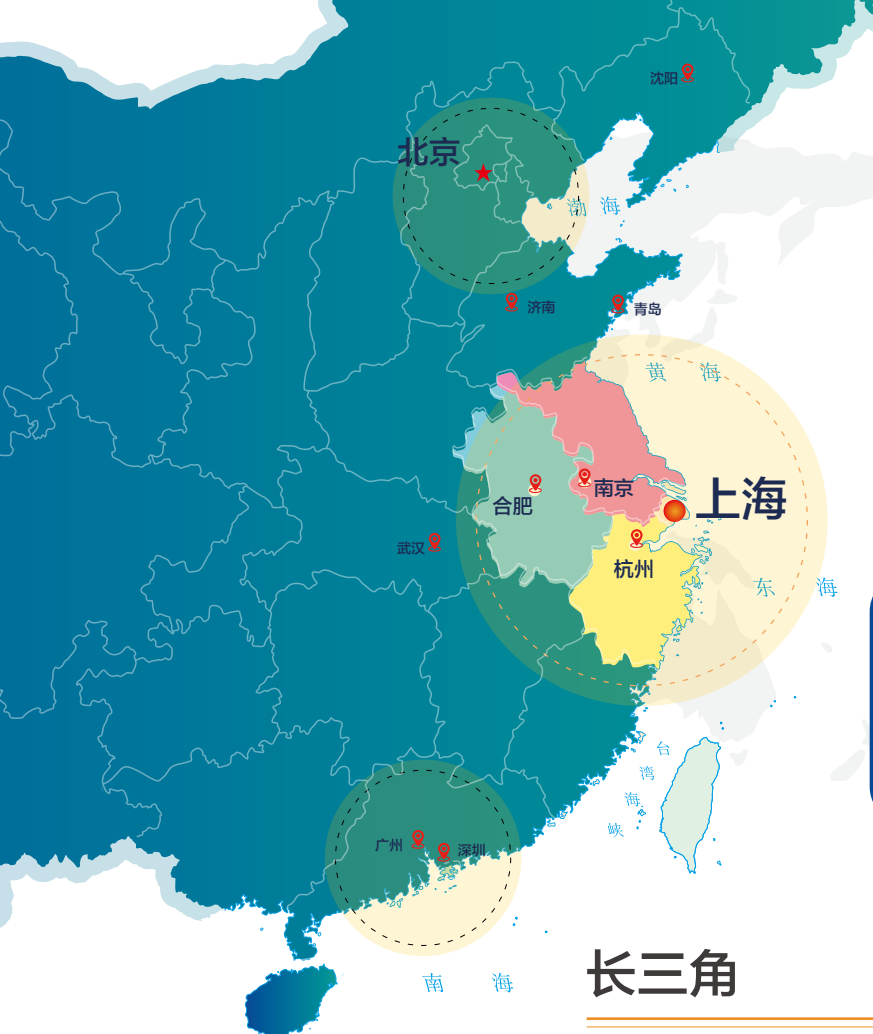 沈阳
北京
渤 海
济南
青岛
黄 海
上海
南京
合肥
武汉
杭州
东 海
台
湾
海
峡
广州
深圳
南 海
长三角